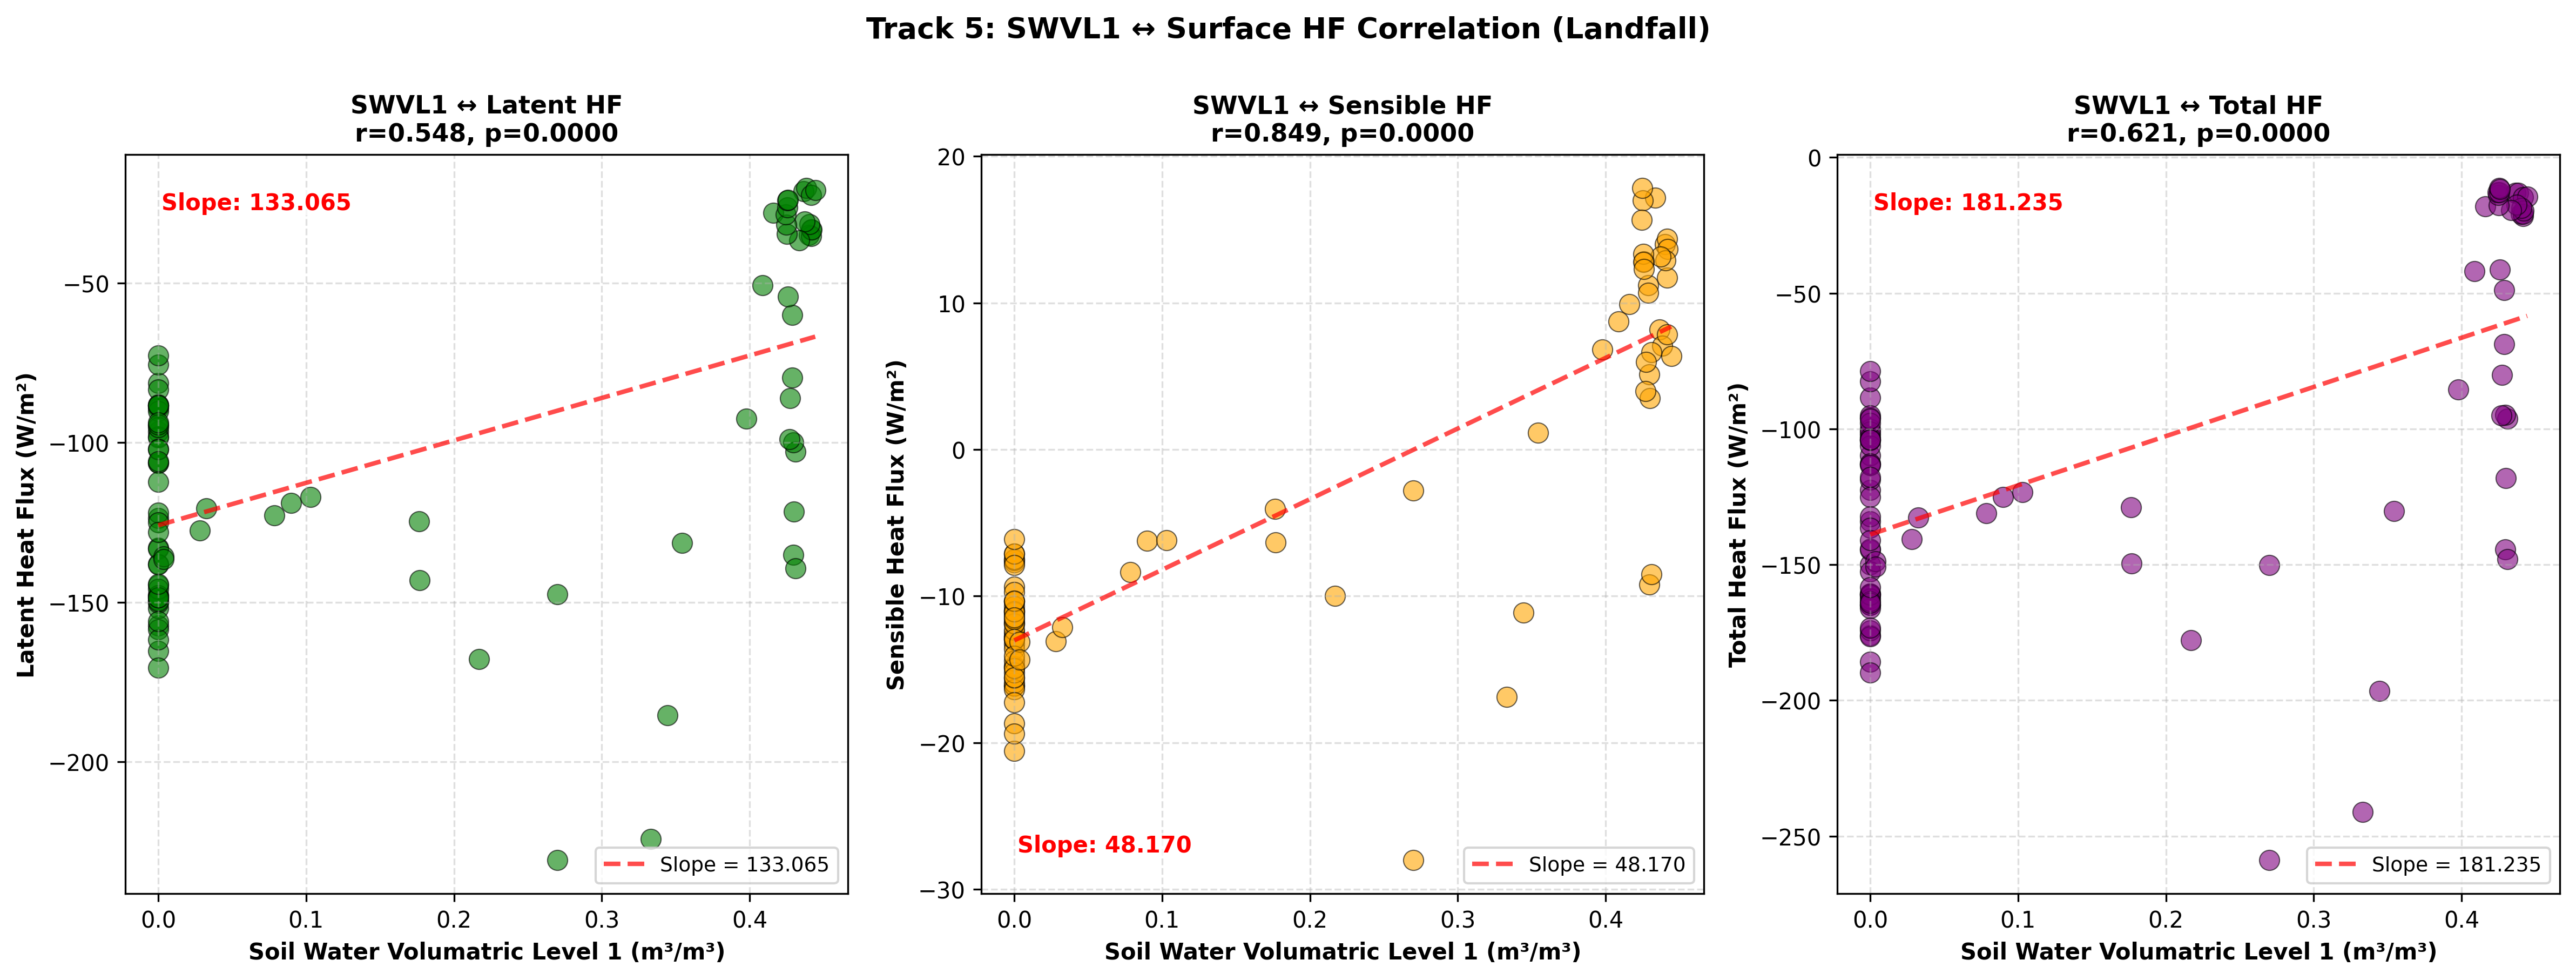 Track 5: SWVL1 ↔ Surface HF Correlation (Landfall)
SWVL1 ↔ Latent HF
r=0.548, p=0.0000
Slope: 133.065
−50
−100
−150
−200
0.0 0.1 0.2 0.3 0.4
Latent Heat Flux (W/m²)
Soil Water Volumatric Level 1 (m³/m³)
Slope = 133.065
SWVL1 ↔ Sensible HF
r=0.849, p=0.0000
20
10
0
−10
−20
−30
Slope: 48.170
0.0 0.1 0.2 0.3 0.4
Sensible Heat Flux (W/m²)
Soil Water Volumatric Level 1 (m³/m³)
Slope = 48.170
SWVL1 ↔ Total HF
r=0.621, p=0.0000
Slope: 181.235
0
−50
−100
−150
−200
−250
0.0 0.1 0.2 0.3 0.4
Total Heat Flux (W/m²)
Soil Water Volumatric Level 1 (m³/m³)
Slope = 181.235